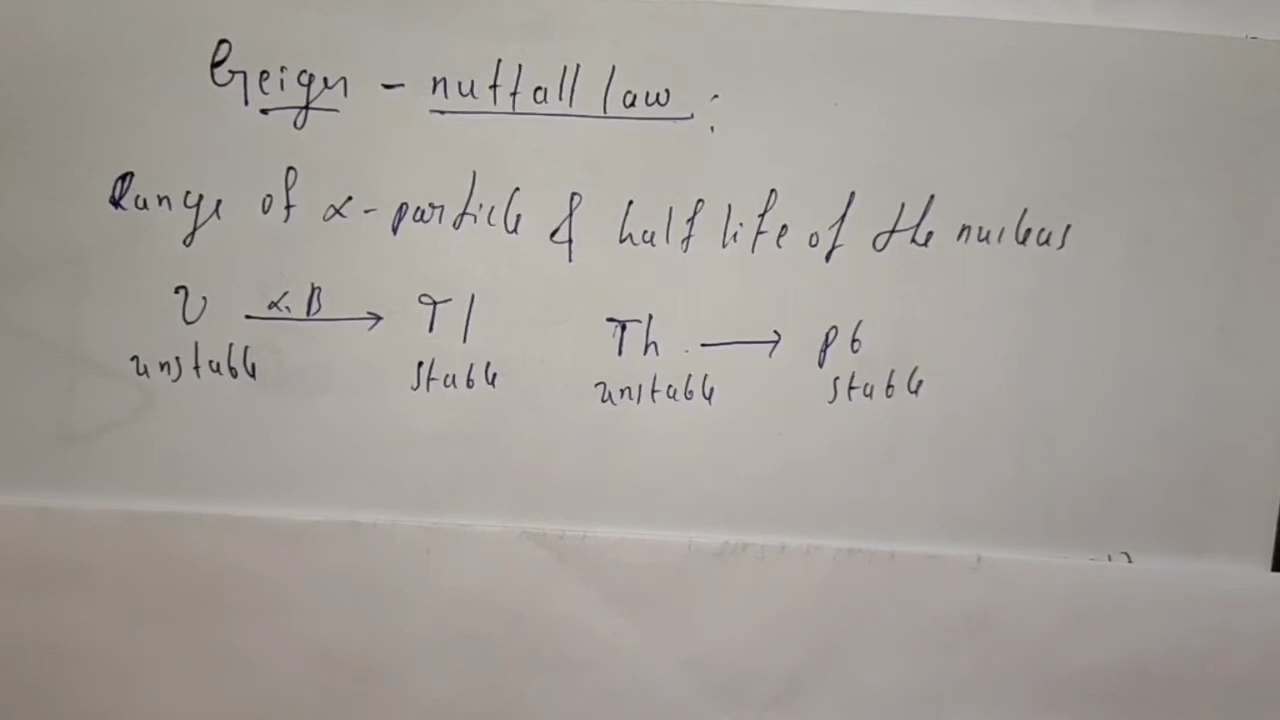 Geiger - nuttall law :
Range of α-particle & half life of the nucleus
U α, β → Tl Th → Pb
unstable stable unstable stable